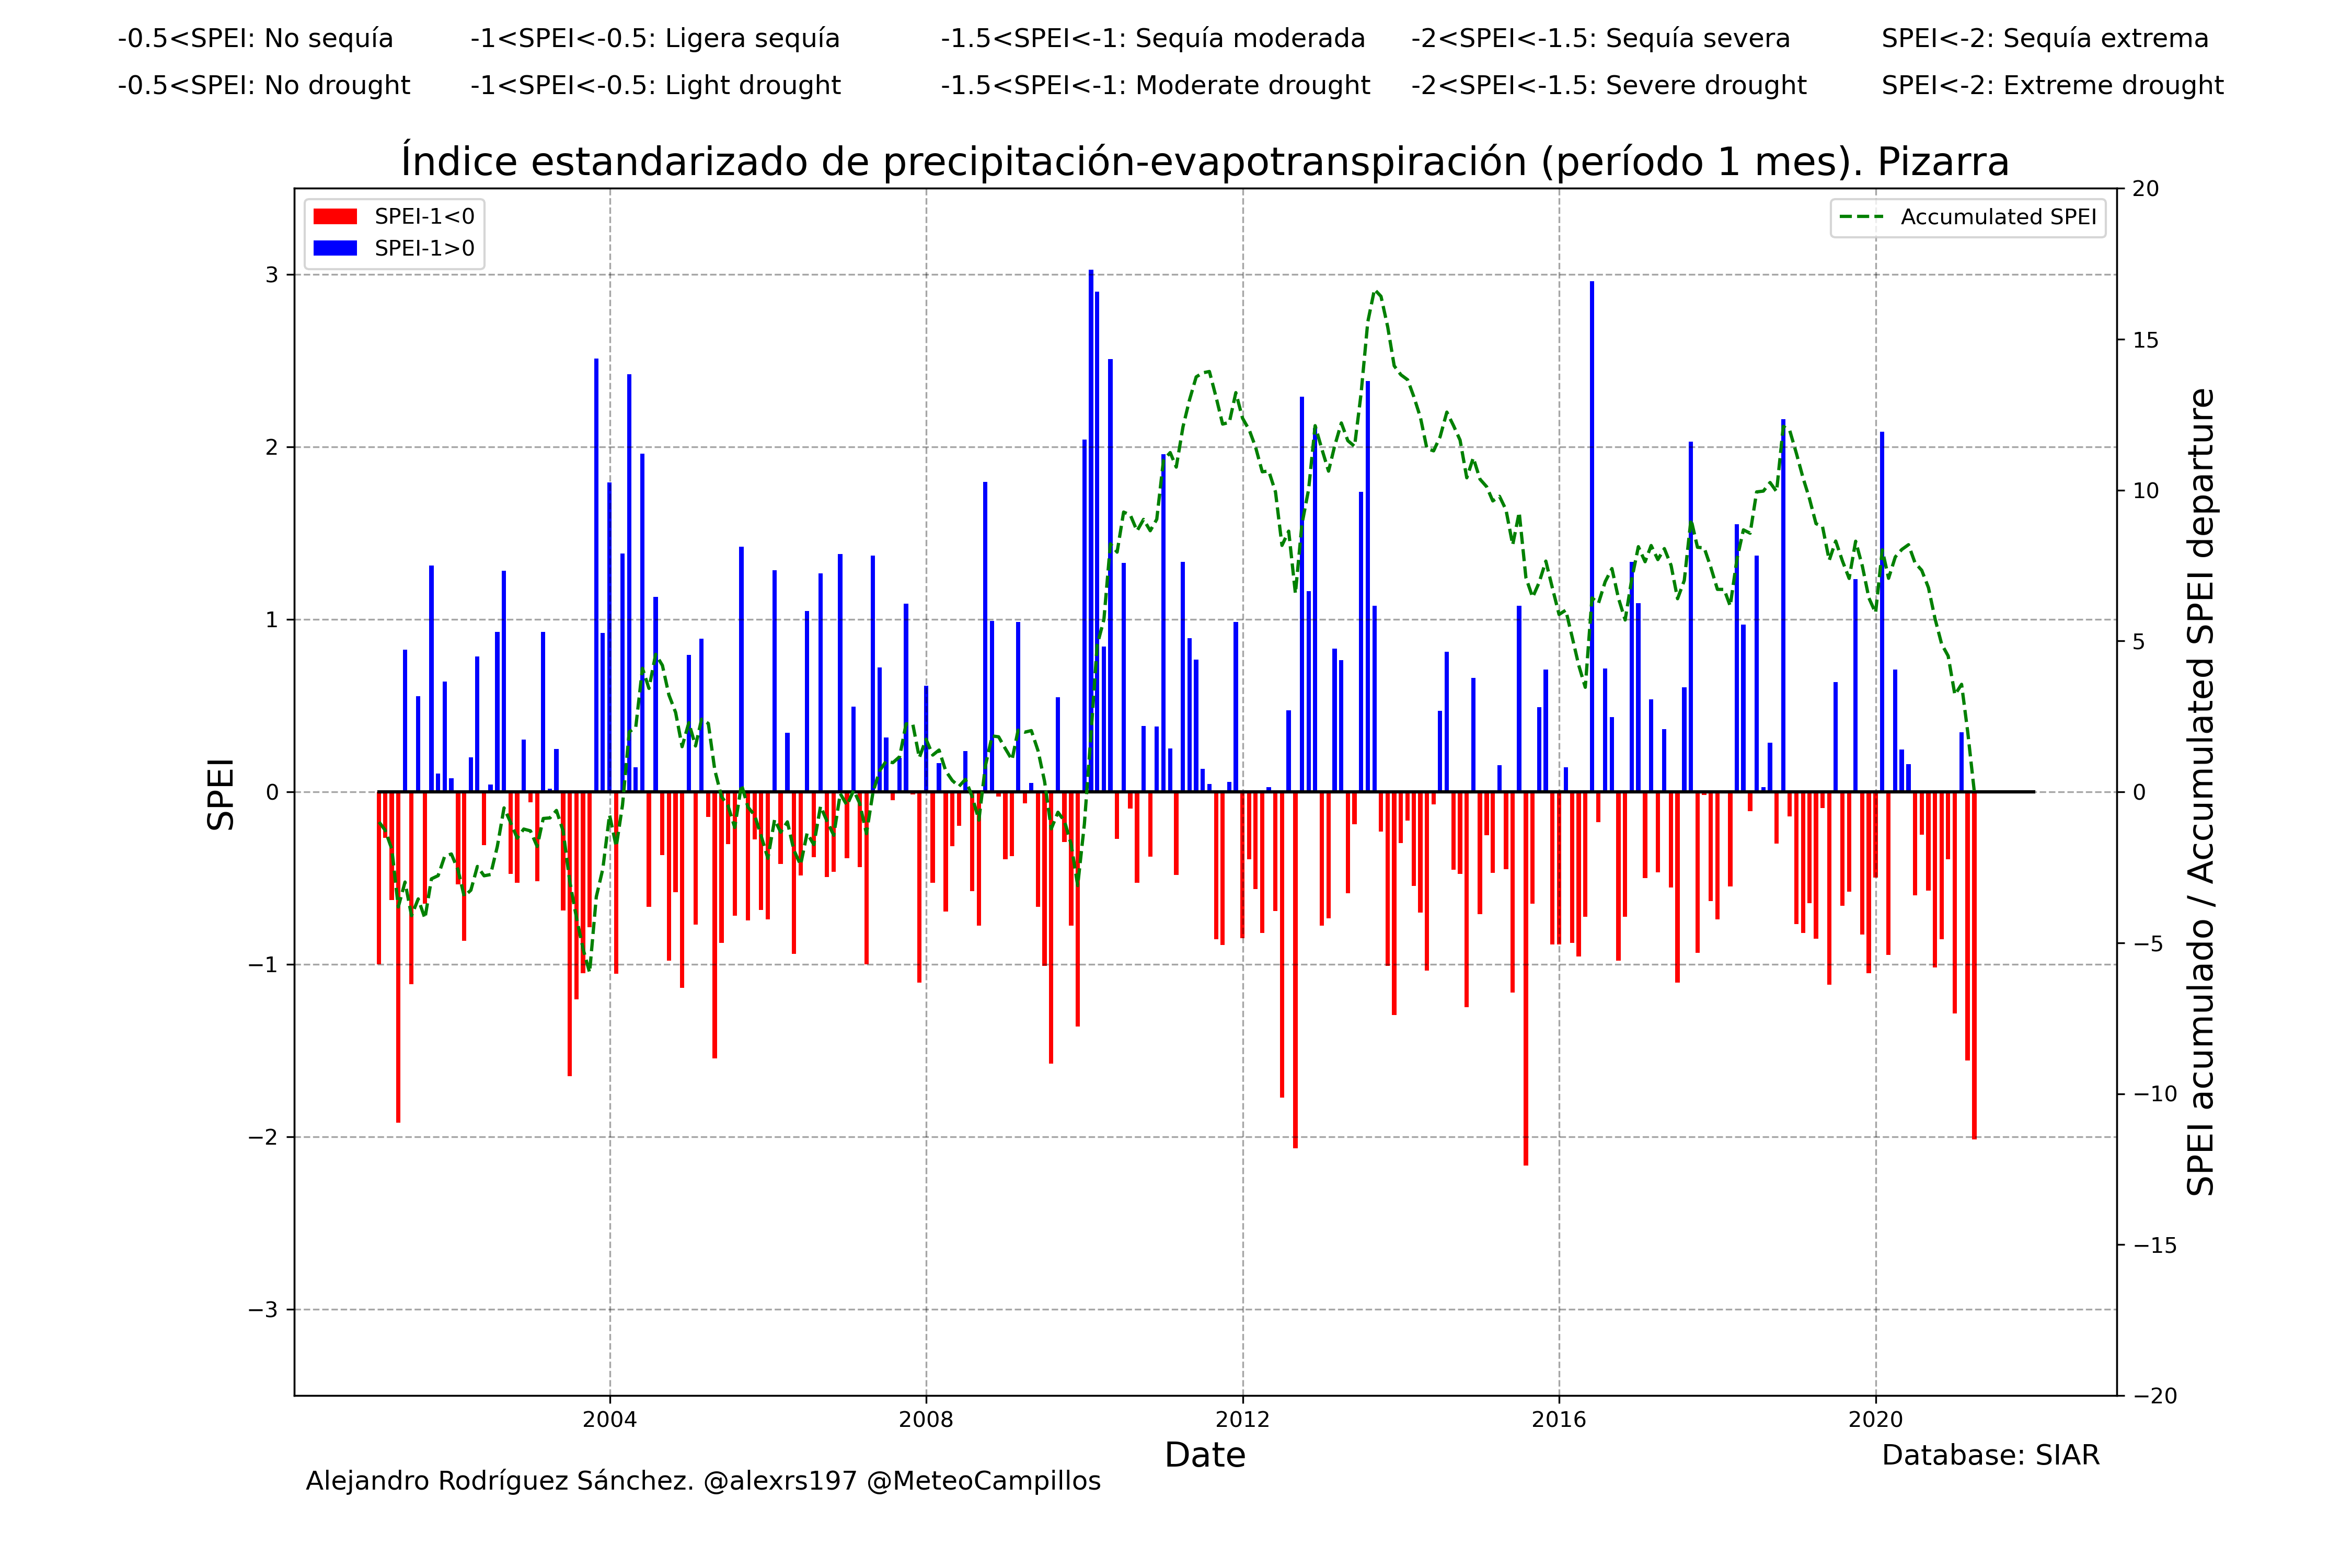 -0.5<SPEI: No sequía -1<SPEI<-0.5: Ligera sequía -1.5<SPEI<-1: Sequía moderada -2<SPEI<-1.5: Sequía severa SPEI<-2: Sequía extrema
-0.5<SPEI: No drought -1<SPEI<-0.5: Light drought -1.5<SPEI<-1: Moderate drought -2<SPEI<-1.5: Severe drought SPEI<-2: Extreme drought
Índice estandarizado de precipitación-evapotranspiración (período 1 mes). Pizarra
SPEI-1<0
SPEI-1>0
Accumulated SPEI
SPEI
3
2
1
0
−1
−2
−3
20
15
10
5
0
−5
−10
−15
−20
SPEI acumulado / Accumulated SPEI departure
2004 2008 2012 2016 2020
Date
Database: SIAR
Alejandro Rodríguez Sánchez. @alexrs197 @MeteoCampillos